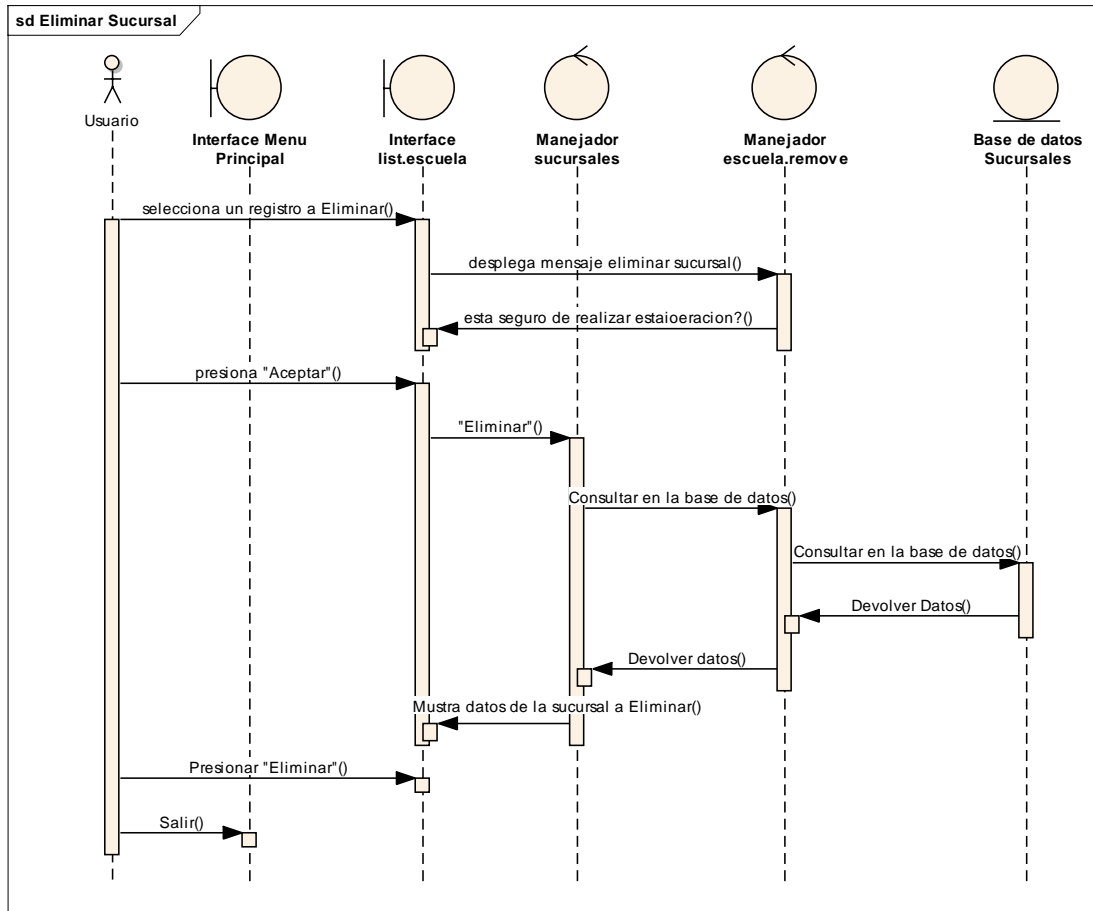 sd Eliminar Sucursal
Usuario
Interface Menu
Principal
Interface
list.escuela
Manejador
sucursales
Manejador
escuela.remove
Base de datos
Sucursales
selecciona un registro a Eliminar()
desplega mensaje eliminar sucursal()
esta seguro de realizar estaioeracion?()
presiona "Aceptar"()
"Eliminar"()
Consultar en la base de datos()
Consultar en la base de datos()
Devolver Datos()
Devolver datos()
Mustra datos de la sucursal a Eliminar()
Presionar "Eliminar"()
Salir()